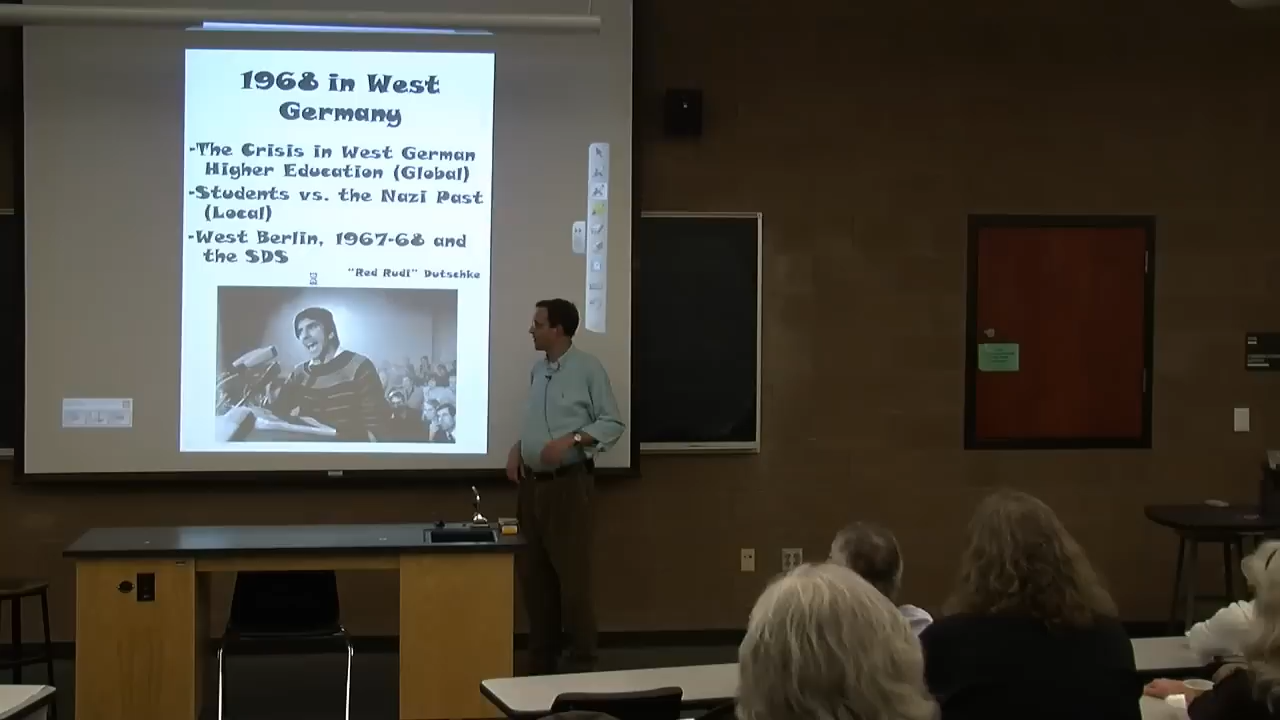 1968 in West
Germany
-The Crisis in West German
Higher Education (Global)
-Students vs. the Nazi Past
(Local)
-West Berlin, 1967-68 and
the SDS
"Red Rudi" Dutschke